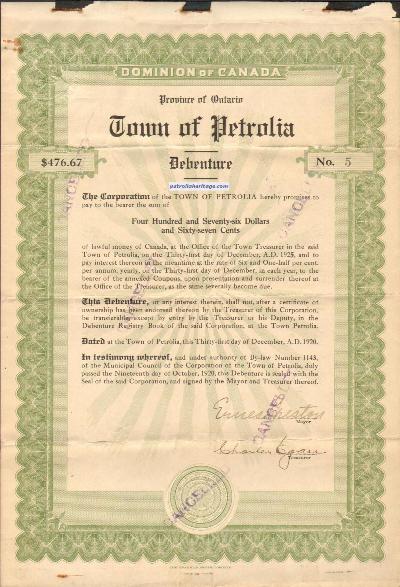 DOMINION OF CANADA
Province of Ontario
Town of Petrolia
$476.67
Debenture
No. 5
petroliaheritage.com
The Corporation of the TOWN OF PETROLIA hereby promises to
pay to the bearer the sum of
Four Hundred and Seventy-six Dollars
and Sixty-seven Cents
of lawful money of Canada, at the Office of the Town Treasurer in the said
Town of Petrolia, on the Thirty-first day of December, A.D. 1925, and to
pay interest thereon in the meantime at the rate of Six and One-half per cent.
per annum, yearly, on the Thirty-first day of December, in each year, to the
bearer of the annexed Coupons, upon presentation and surrender thereof at
the Office of the Treasurer, as the same severally become due.
This Debenture, or any interest therein, shall not, after a certificate of
ownership has been endorsed thereon by the Treasurer of this Corporation,
be transferable except by entry by the Treasurer or his Deputy, in the
Debenture Registry Book of the said Corporation, at the Town Petrolia.
Dated at the Town of Petrolia, this Thirty-first day of December, A.D. 1920.
In testimony whereof, and under authority of By-law Number 1143,
of the Municipal Council of the Corporation of the Town of Petrolia, duly
passed the Nineteenth day of October, 1920, this Debenture is sealed with the
Seal of the said Corporation, and signed by the Mayor and Treasurer thereof.
Mayor
Charles Egan
Treasurer
CANCELLED